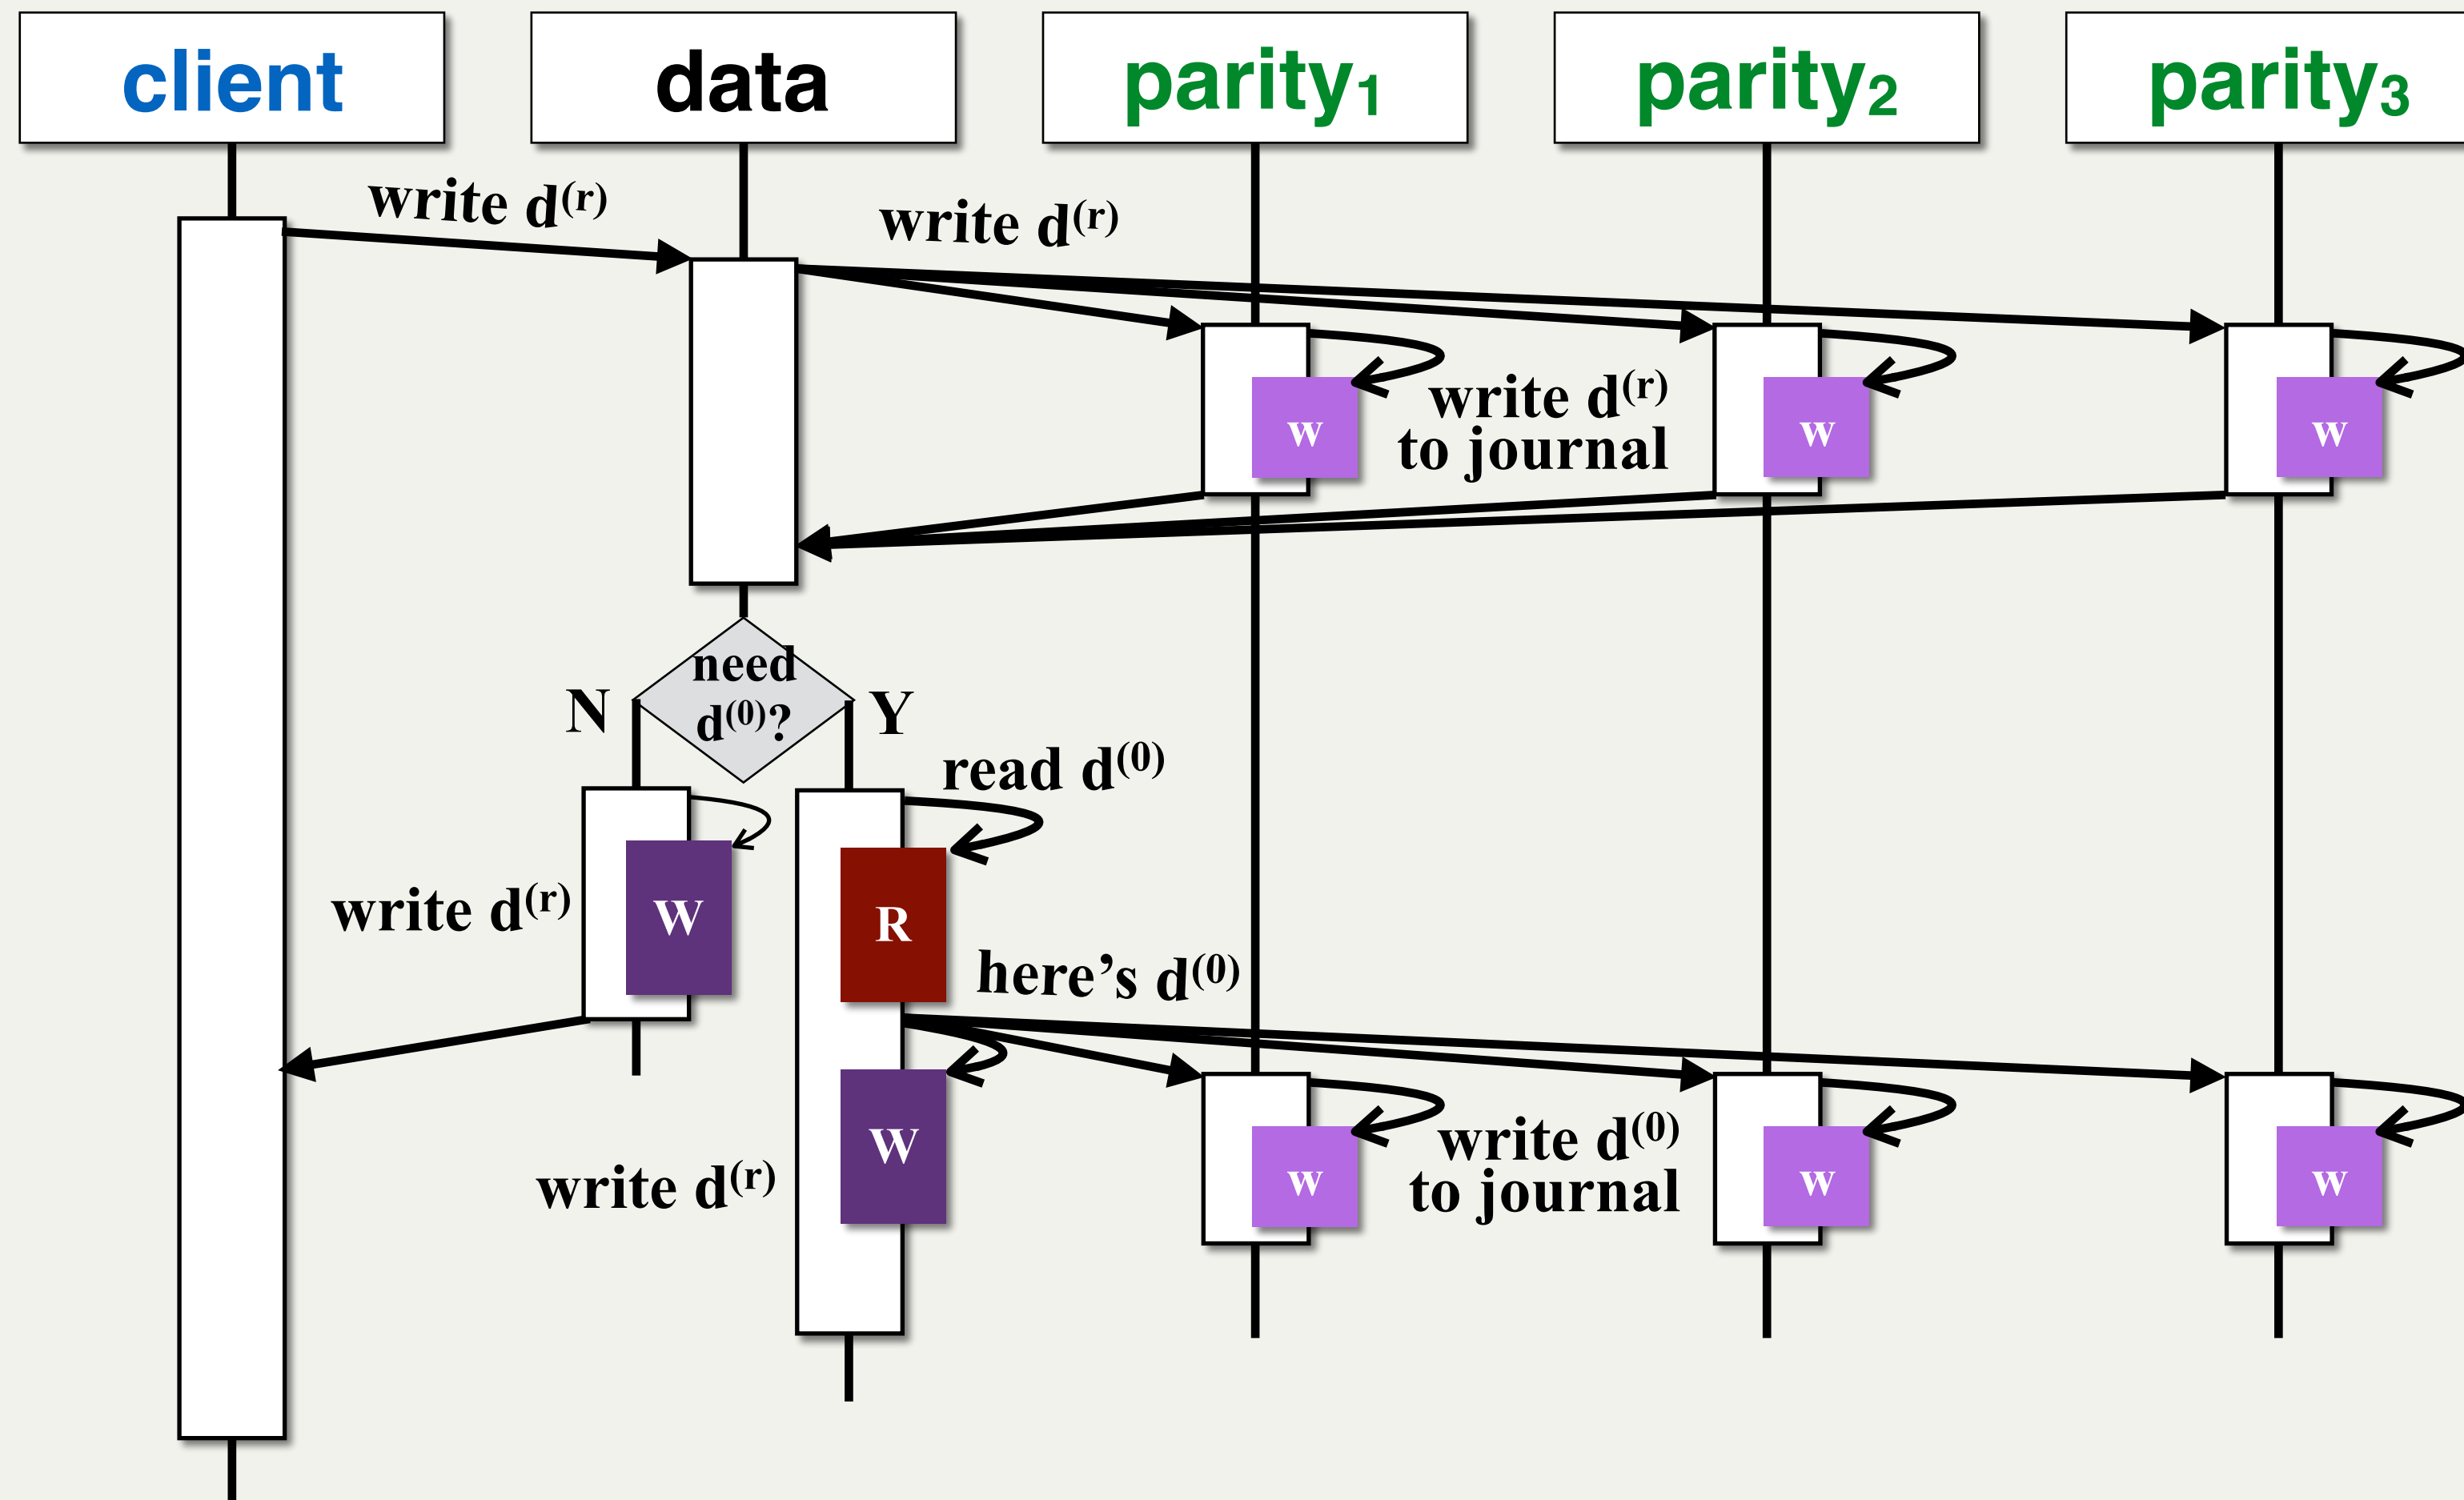 client
data
parity₁
parity₂
parity₃
write d⁽ʳ⁾
write d⁽ʳ⁾
w
write d⁽ʳ⁾
to journal
w
w
need
d⁽⁰⁾?
N
Y
read d⁽⁰⁾
write d⁽ʳ⁾
W
R
here’s d⁽⁰⁾
W
write d⁽ʳ⁾
w
write d⁽⁰⁾
to journal
w
w